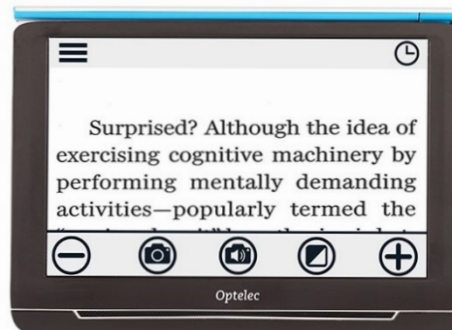 Surprised? Although the idea of
exercising cognitive machinery by
performing mentally demanding
activities—popularly termed the
Optelec